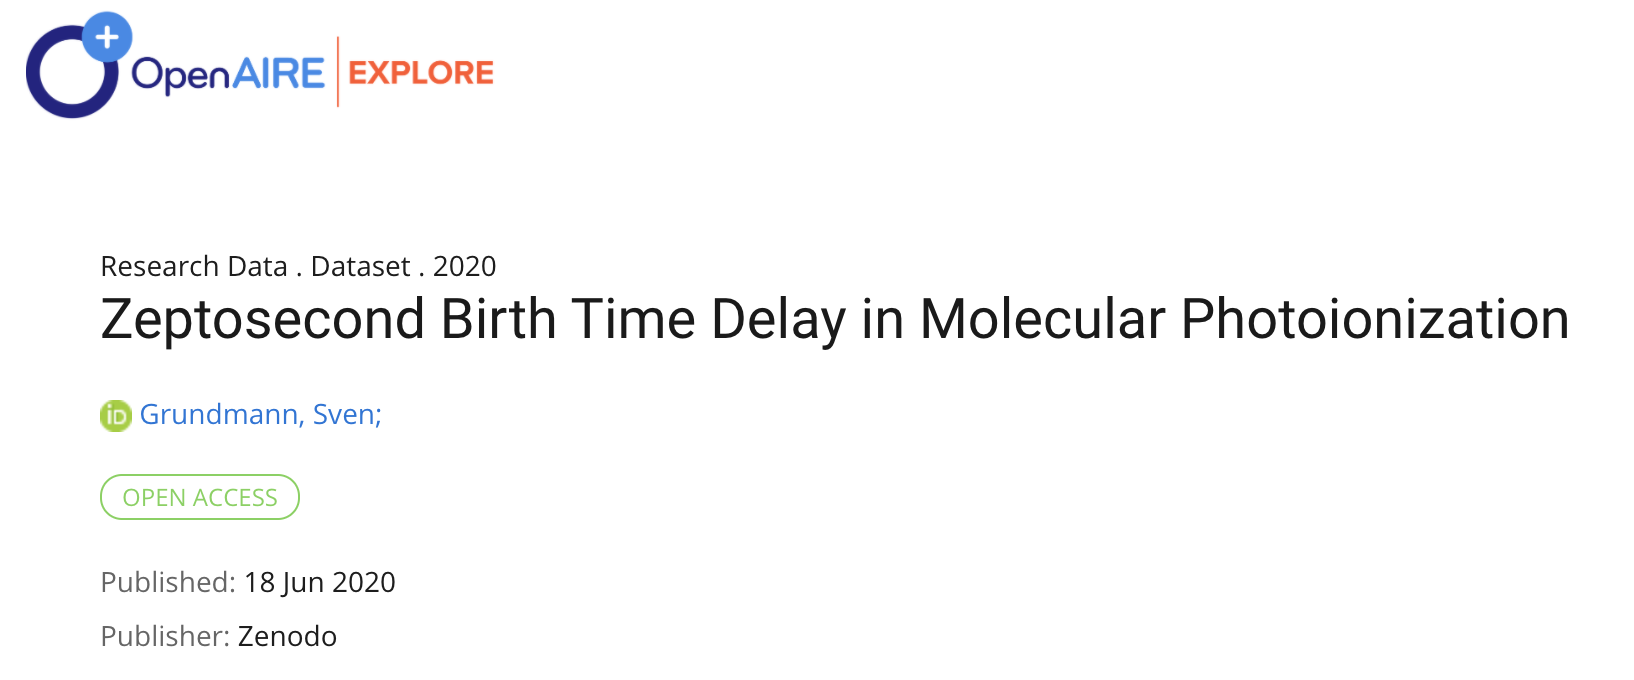 OpenAIRE | EXPLORE
Research Data . Dataset . 2020
Zeptosecond Birth Time Delay in Molecular Photoionization
iD Grundmann, Sven;
OPEN ACCESS
Published: 18 Jun 2020
Publisher: Zenodo